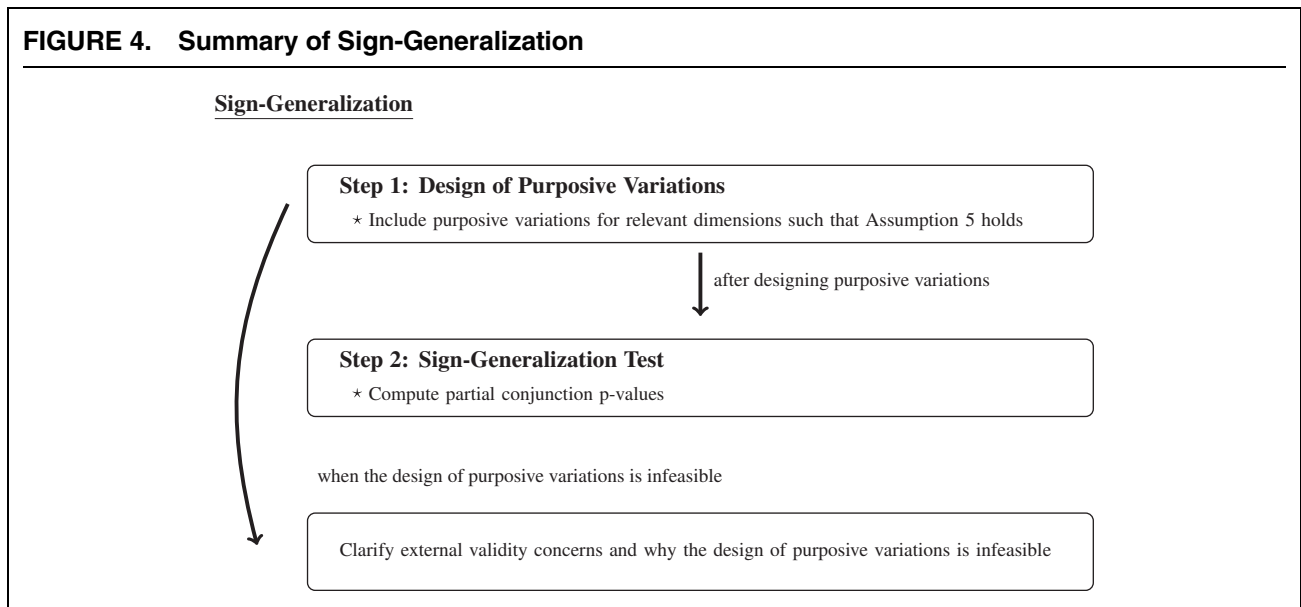 FIGURE 4. Summary of Sign-Generalization
Sign-Generalization
Step 1: Design of Purposive Variations
⋆ Include purposive variations for relevant dimensions such that Assumption 5 holds
after designing purposive variations
Step 2: Sign-Generalization Test
⋆ Compute partial conjunction p-values
when the design of purposive variations is infeasible
Clarify external validity concerns and why the design of purposive variations is infeasible